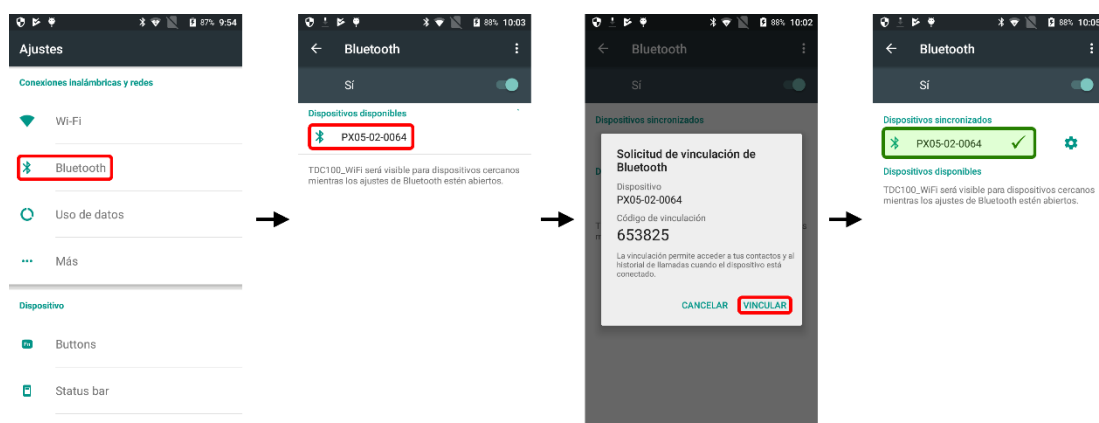 87% 9:54
Ajustes
Conexiones inalámbricas y redes
Wi-Fi
Bluetooth
Uso de datos
Más
Dispositivo
Buttons
Status bar
88% 10:03
Bluetooth
Sí
Dispositivos disponibles
PX05-02-0064
TDC100_WiFi será visible para dispositivos cercanos
mientras los ajustes de Bluetooth estén abiertos.
88% 10:02
Bluetooth
Sí
Dispositivos sincronizados
Solicitud de vinculación de
Bluetooth
Dispositivo
PX05-02-0064
Código de vinculación
653825
La vinculación permite acceder a tus contactos y al
historial de llamadas cuando el dispositivo está
conectado.
CANCELAR VINCULAR
88% 10:05
Bluetooth
Sí
Dispositivos sincronizados
PX05-02-0064
Dispositivos disponibles
TDC100_WiFi será visible para dispositivos cercanos
mientras los ajustes de Bluetooth estén abiertos.